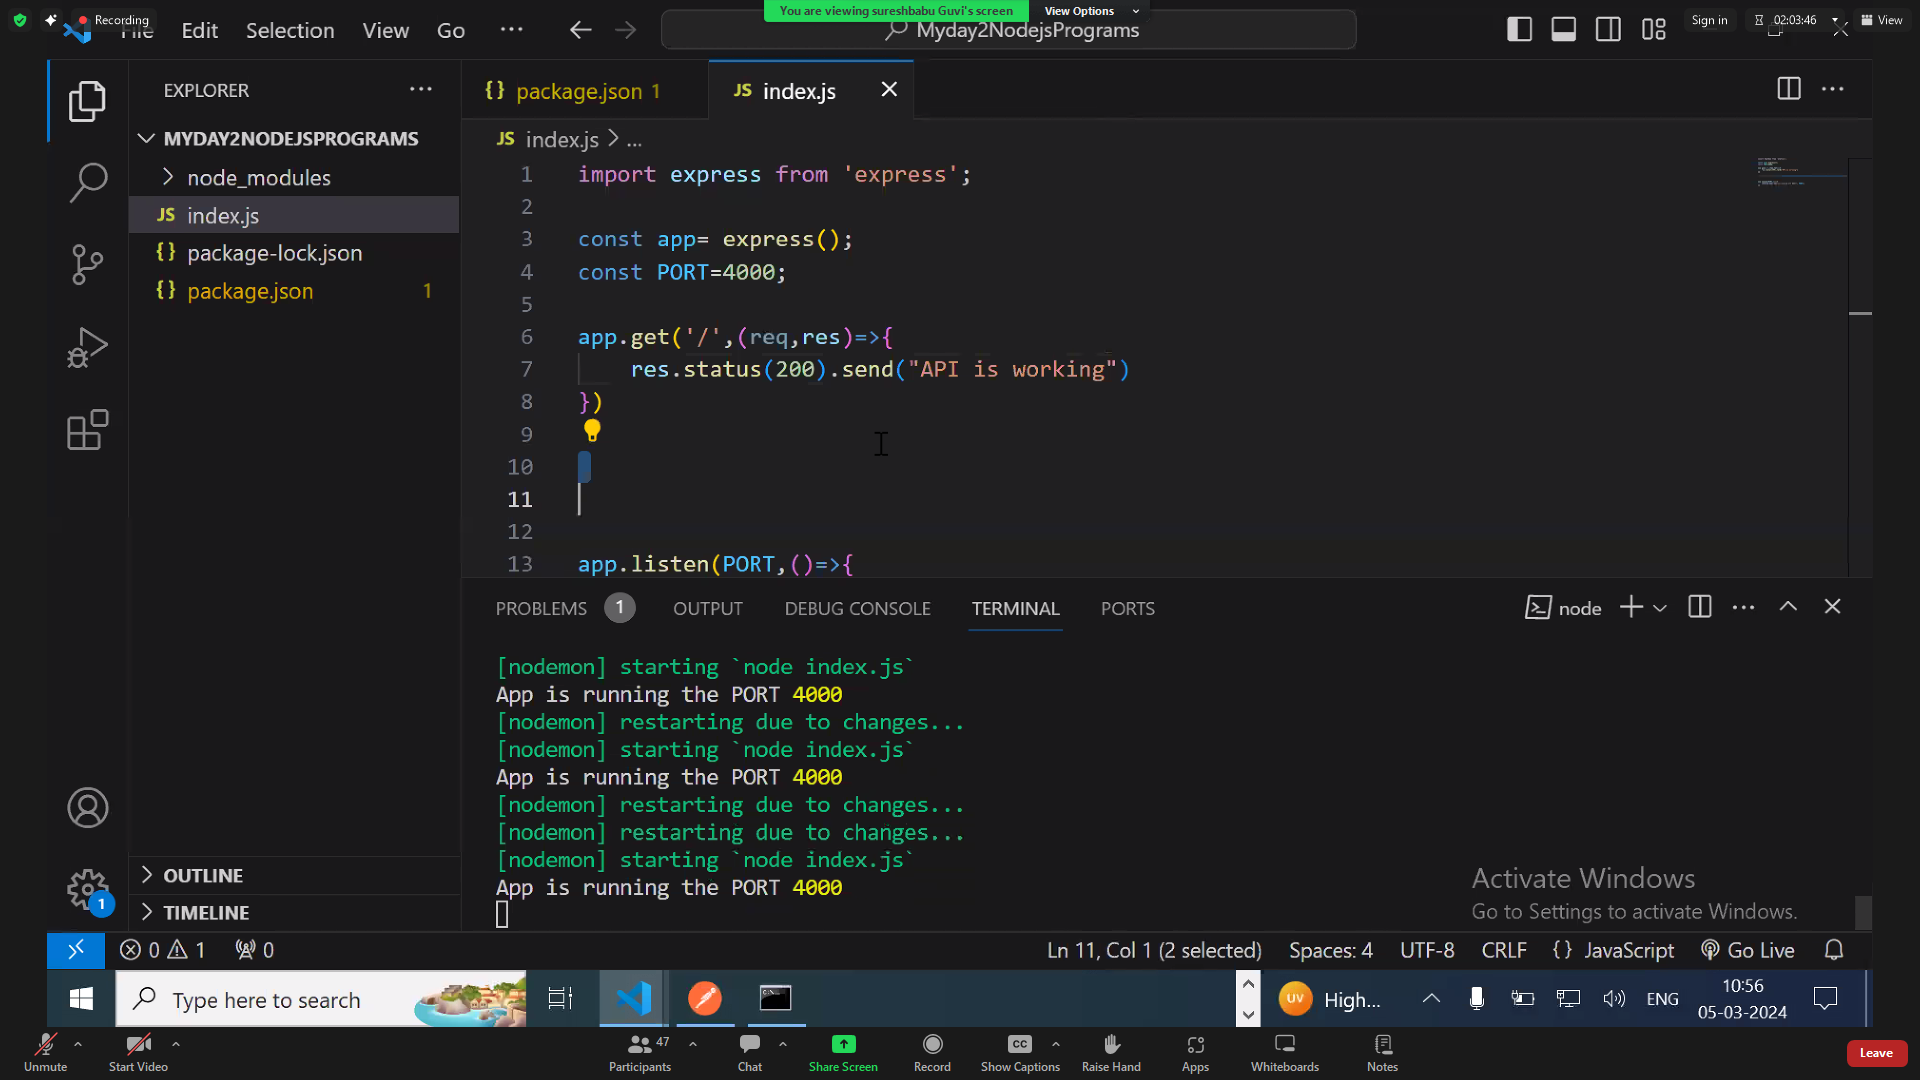 Recording
You are viewing sureshbabu Guvi's screen
View Options
Sign in
02:03:46
View
File Edit Selection View Go
Myday2NodejsPrograms
EXPLORER
package.json 1
index.js
MYDAY2NODEJSPROGRAMS
node_modules
index.js
package-lock.json
package.json 1
index.js > ...
1 import express from 'express';
2
3 const app= express();
4 const PORT=4000;
5
6 app.get('/',(req,res)=>{
7 res.status(200).send("API is working")
8 })
9
10
11
12
13 app.listen(PORT,()=>{
PROBLEMS 1 OUTPUT DEBUG CONSOLE TERMINAL PORTS
node
[nodemon] starting `node index.js`
App is running the PORT 4000
[nodemon] restarting due to changes...
[nodemon] starting `node index.js`
App is running the PORT 4000
[nodemon] restarting due to changes...
[nodemon] restarting due to changes...
[nodemon] starting `node index.js`
App is running the PORT 4000
OUTLINE
TIMELINE
1
Activate Windows
Go to Settings to activate Windows.
0 1 0
Ln 11, Col 1 (2 selected) Spaces: 4 UTF-8 CRLF {} JavaScript Go Live
Type here to search
UV High... ENG
10:56
05-03-2024
Unmute
Start Video
Participants 47
Chat
Share Screen
Record
CC
Show Captions
Raise Hand
Apps
Whiteboards
Notes
Leave